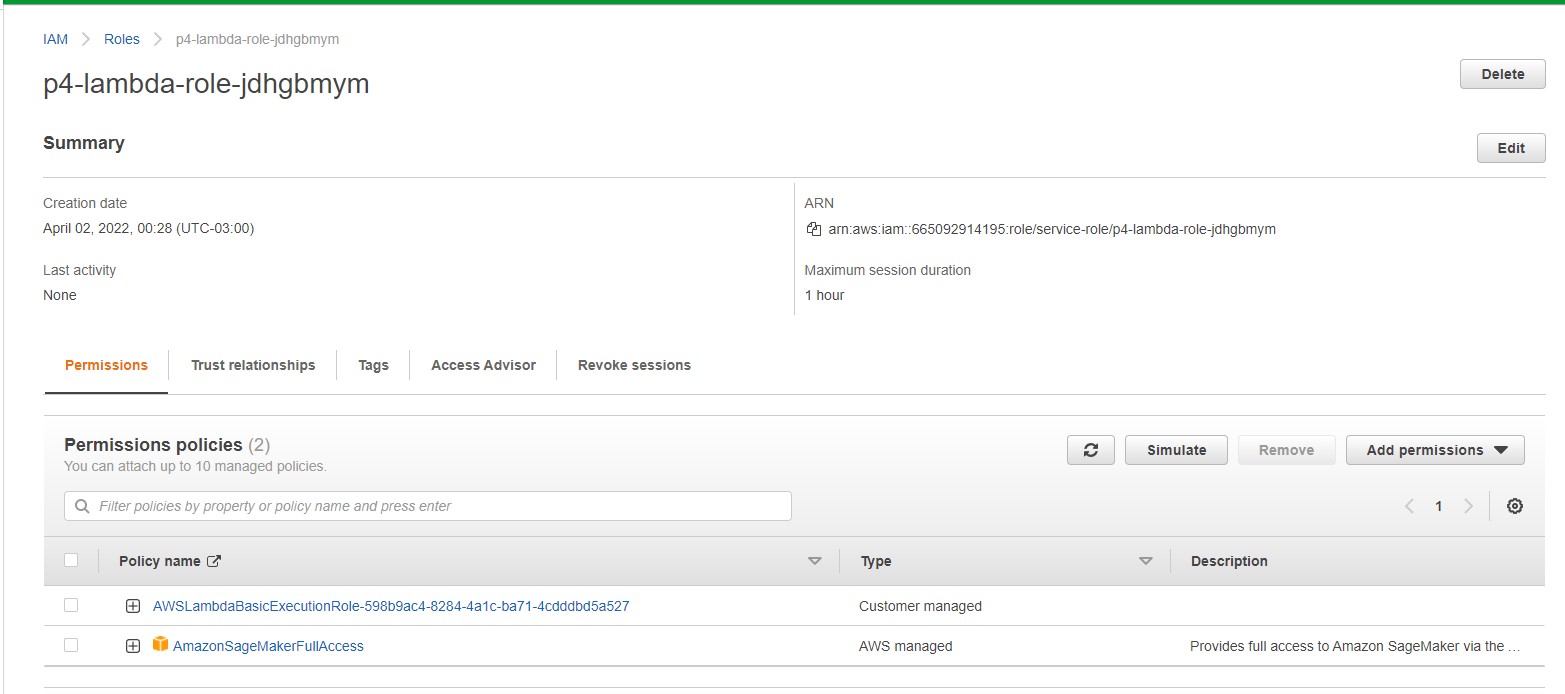 IAM > Roles > p4-lambda-role-jdhgbmym
p4-lambda-role-jdhgbmym
Delete
Summary
Edit
Creation date
ARN
April 02, 2022, 00:28 (UTC-03:00)
arn:aws:iam::665092914195:role/service-role/p4-lambda-role-jdhgbmym
Last activity
Maximum session duration
None
1 hour
Permissions
Trust relationships
Tags
Access Advisor
Revoke sessions
Permissions policies (2)
You can attach up to 10 managed policies.
Simulate
Remove
Add permissions
Filter policies by property or policy name and press enter
1
Policy name
Type
Description
AWSLambdaBasicExecutionRole-598b9ac4-8284-4a1c-ba71-4cdddbd5a527
Customer managed
AmazonSageMakerFullAccess
AWS managed
Provides full access to Amazon SageMaker via the ...